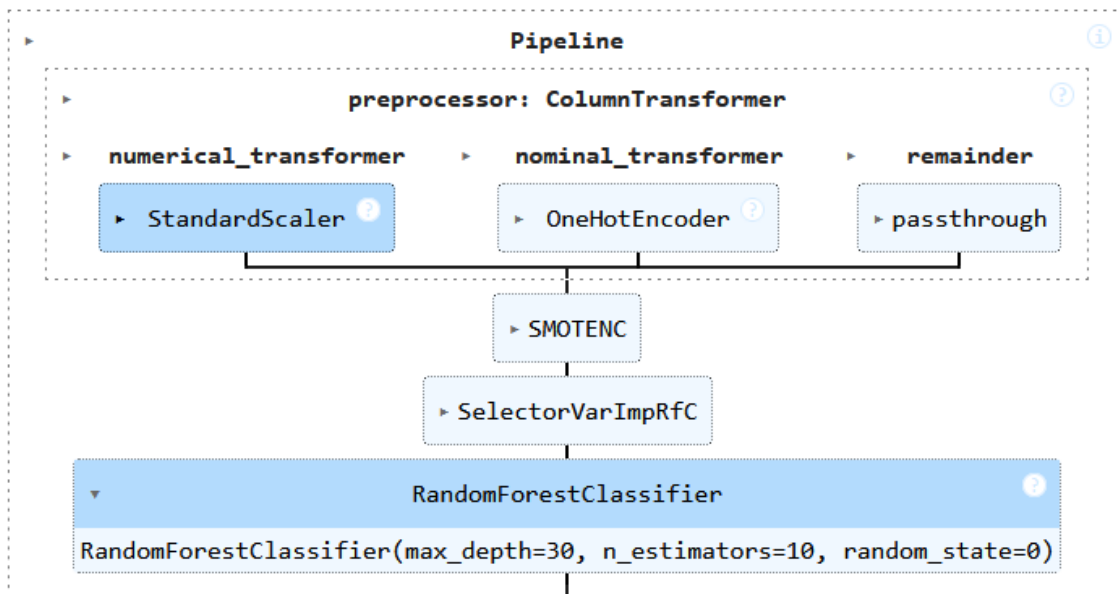 Pipeline
preprocessor: ColumnTransformer
numerical_transformer nominal_transformer remainder
StandardScaler ? OneHotEncoder ? passthrough
SMOTENC
SelectorVarImpRfC
RandomForestClassifier ?
RandomForestClassifier(max_depth=30, n_estimators=10, random_state=0)